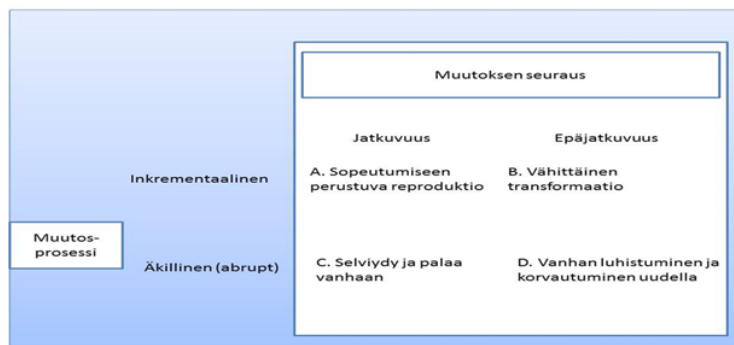 Muutoksen seuraus
Jatkuvuus Epäjatkuvuus
Inkrementaalinen
A. Sopeutumiseen
perustuva reproduktio
B. Vähittäinen
transformaatio
Muutos-
prosessi
Äkillinen (abrupt)
C. Selviydy ja palaa
vanhaan
D. Vanhan luhistuminen ja
korvautuminen uudella